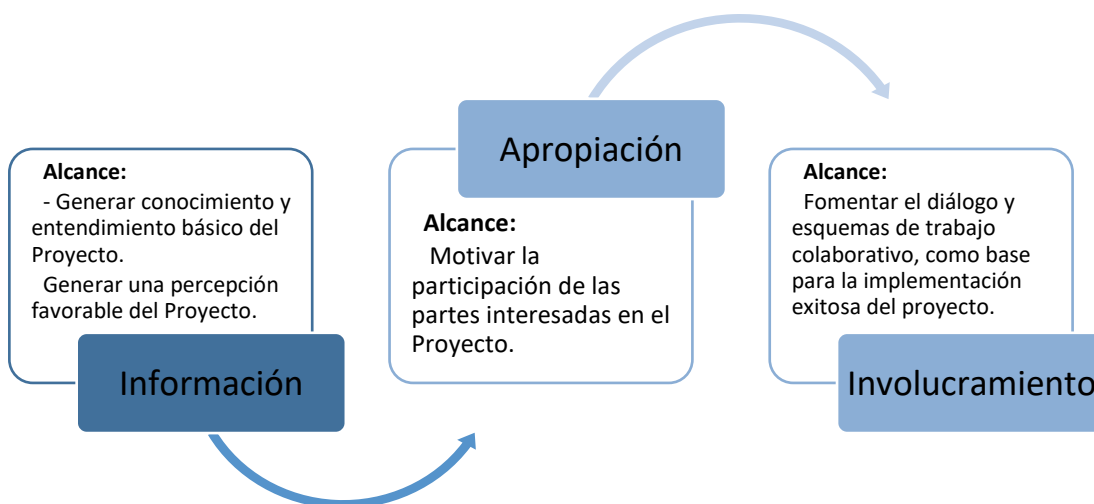 Alcance:
- Generar conocimiento y
entendimiento básico del
Proyecto.
Generar una percepción
favorable del Proyecto.
Información
Apropiación
Alcance:
Motivar la
participación de las
partes interesadas en el
Proyecto.
Alcance:
Fomentar el diálogo y
esquemas de trabajo
colaborativo, como base
para la implementación
exitosa del proyecto.
Involucramiento